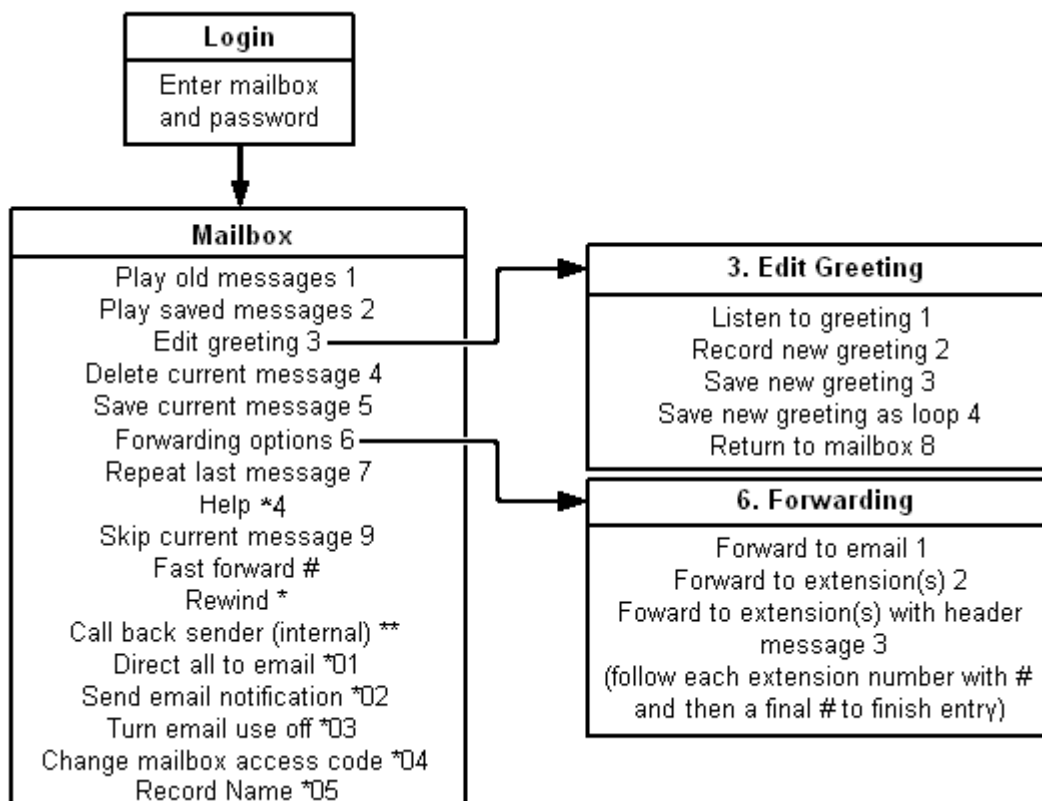 Login
Enter mailbox
and password
Mailbox
Play old messages 1
Play saved messages 2
Edit greeting 3
Delete current message 4
Save current message 5
Forwarding options 6
Repeat last message 7
Help *4
Skip current message 9
Fast forward #
Rewind *
Call back sender (internal) **
Direct all to email *01
Send email notification *02
Turn email use off *03
Change mailbox access code *04
Record Name *05
3. Edit Greeting
Listen to greeting 1
Record new greeting 2
Save new greeting 3
Save new greeting as loop 4
Return to mailbox 8
6. Forwarding
Forward to email 1
Forward to extension(s) 2
Foward to extension(s) with header
message 3
(follow each extension number with #
and then a final # to finish entry)